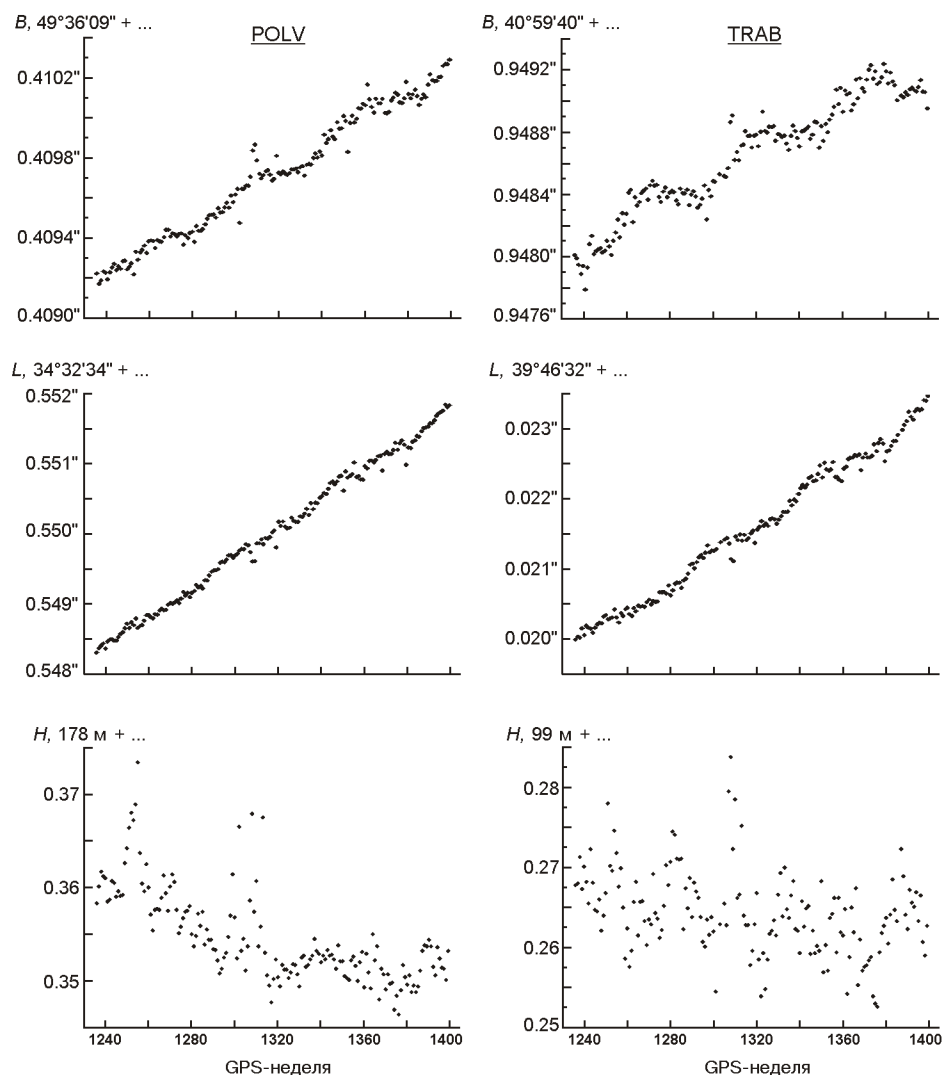 B, 49°36'09" + ...
POLV
0.4102"
0.4098"
0.4094"
0.4090"
B, 40°59'40" + ...
TRAB
0.9492"
0.9488"
0.9484"
0.9480"
0.9476"
L, 34°32'34" + ...
0.552"
0.551"
0.550"
0.549"
0.548"
L, 39°46'32" + ...
0.023"
0.022"
0.021"
0.020"
H, 178 м + ...
0.37
0.36
0.35
1240 1280 1320 1360 1400
GPS-неделя
H, 99 м + ...
0.28
0.27
0.26
0.25
1240 1280 1320 1360 1400
GPS-неделя